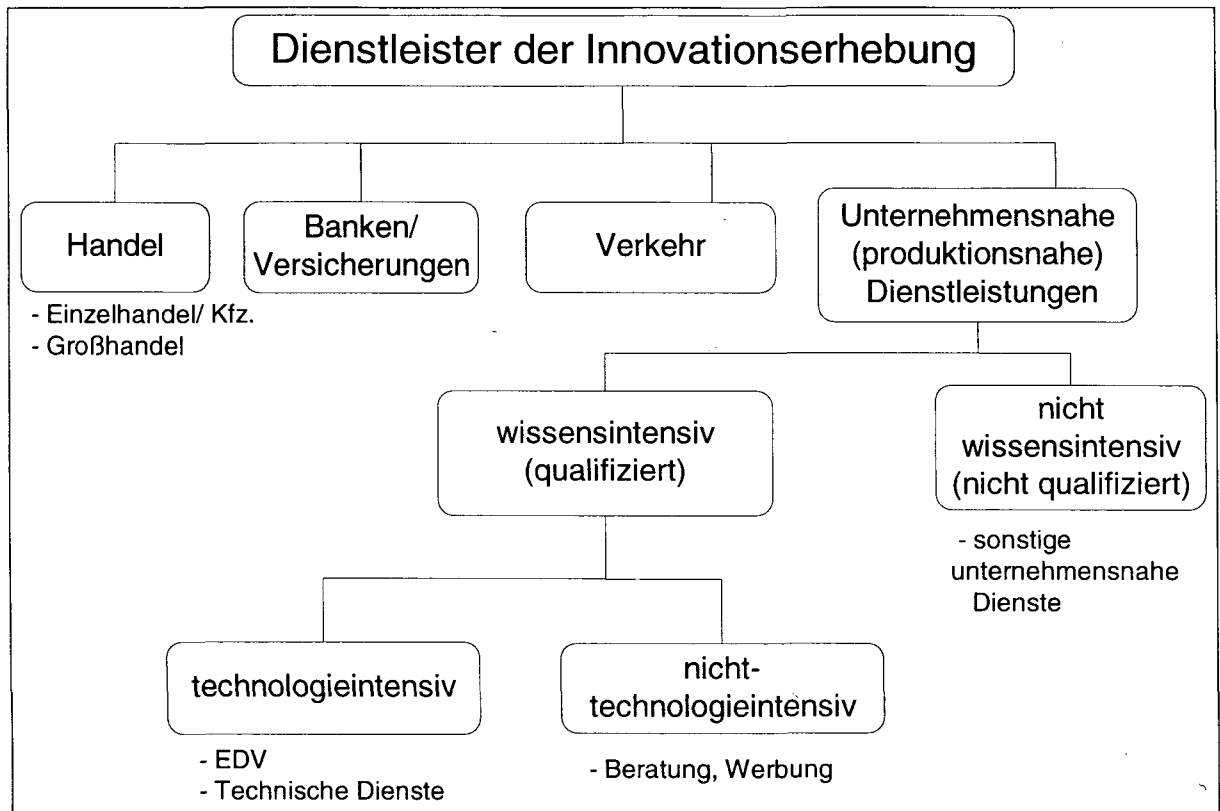 Dienstleister der Innovationserhebung
Handel
- Einzelhandel/ Kfz.
- Großhandel
Banken/
Versicherungen
Verkehr
Unternehmensnahe
(produktionsnahe)
Dienstleistungen
wissensintensiv
(qualifiziert)
nicht
wissensintensiv
(nicht qualifiziert)
- sonstige
unternehmensnahe
Dienste
technologieintensiv
- EDV
- Technische Dienste
nicht-
technologieintensiv
- Beratung, Werbung